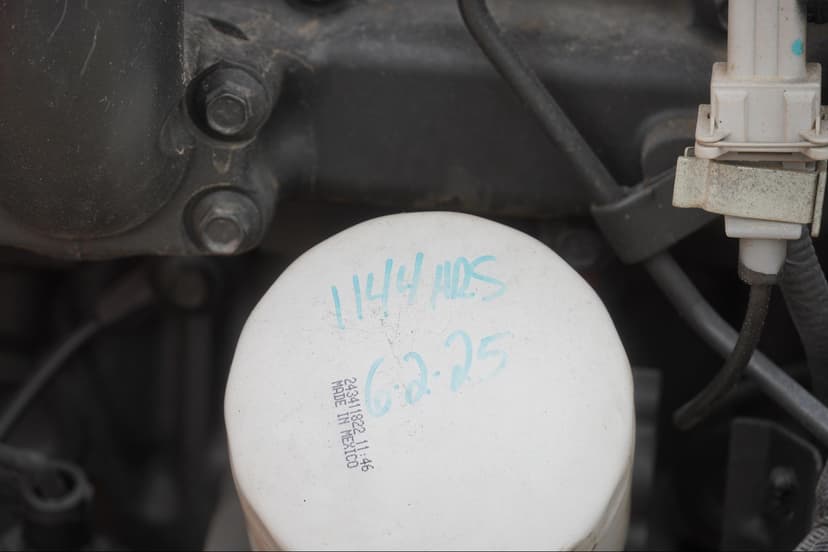 1144 HRS
6.2.25
243411822 11:46
MADE IN MEXICO